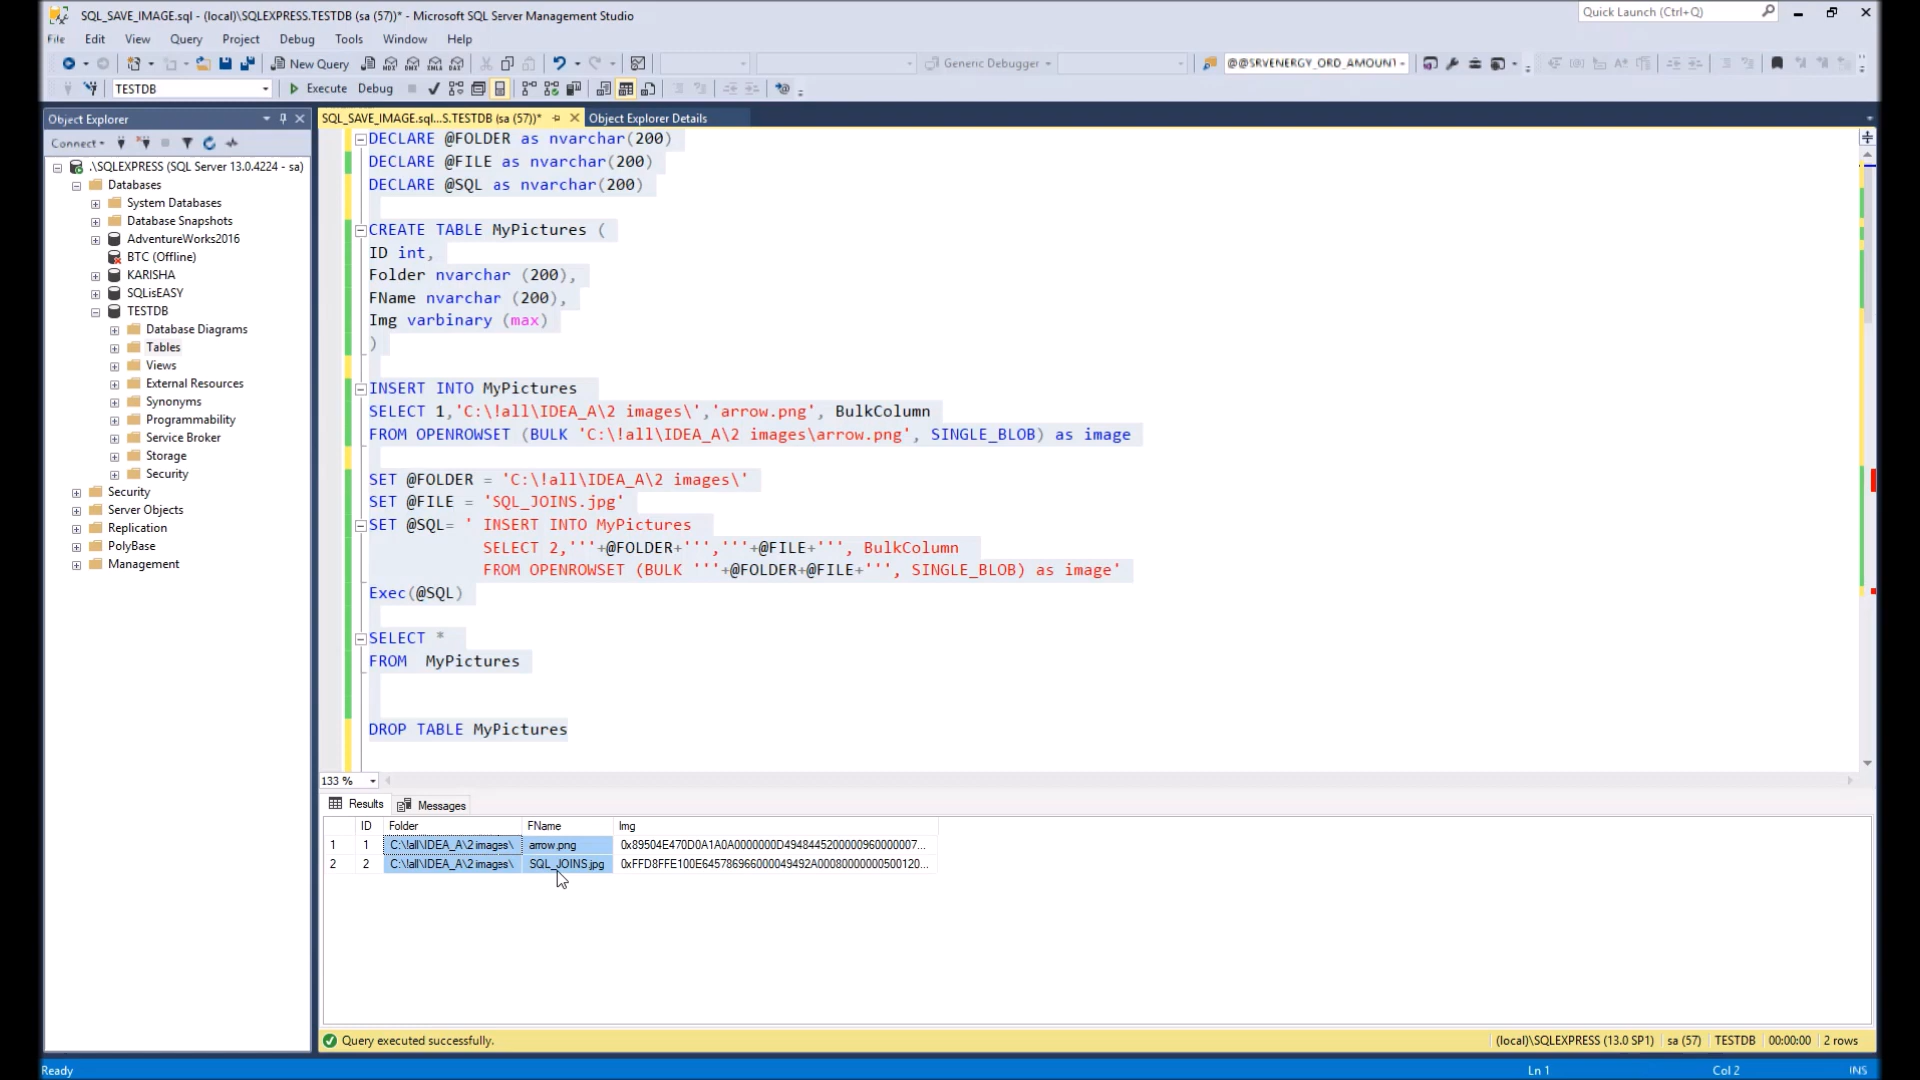 SQL_SAVE_IMAGE.sql - (local)\SQLEXPRESS.TESTDB (sa (57))* - Microsoft SQL Server Management Studio
Quick Launch (Ctrl+Q)
File Edit View Query Project Debug Tools Window Help
New Query
Generic Debugger
@@SRVENERGY_ORD_AMOUNT
TESTDB
Execute Debug
Object Explorer
SQL_SAVE_IMAGE.sql...S.TESTDB (sa (57))*
Object Explorer Details
Connect
.\SQLEXPRESS (SQL Server 13.0.4224 - sa)
Databases
System Databases
Database Snapshots
AdventureWorks2016
BTC (Offline)
KARISHA
SQLisEASY
TESTDB
Database Diagrams
Tables
Views
External Resources
Synonyms
Programmability
Service Broker
Storage
Security
Security
Server Objects
Replication
PolyBase
Management
DECLARE @FOLDER as nvarchar(200)
DECLARE @FILE as nvarchar(200)
DECLARE @SQL as nvarchar(200)
CREATE TABLE MyPictures (
ID int,
Folder nvarchar (200),
FName nvarchar (200),
Img varbinary (max)
)
INSERT INTO MyPictures
SELECT 1,'C:\!all\IDEA_A\2 images\','arrow.png', BulkColumn
FROM OPENROWSET (BULK 'C:\!all\IDEA_A\2 images\arrow.png', SINGLE_BLOB) as image
SET @FOLDER = 'C:\!all\IDEA_A\2 images\'
SET @FILE = 'SQL_JOINS.jpg'
SET @SQL= ' INSERT INTO MyPictures
SELECT 2,'''+@FOLDER+''','''+@FILE+''', BulkColumn
FROM OPENROWSET (BULK '''+@FOLDER+@FILE+''', SINGLE_BLOB) as image'
Exec(@SQL)
SELECT *
FROM  MyPictures
DROP TABLE MyPictures
133 %
Results Messages
ID Folder FName Img
1 1 C:\!all\IDEA_A\2 images\ arrow.png 0x89504E470D0A1A0A0000000D49484452000009600000007...
2 2 C:\!all\IDEA_A\2 images\ SQL_JOINS.jpg 0xFFD8FFE100E645786966000049492A00080000000500120...
Query executed successfully.
(local)\SQLEXPRESS (13.0 SP1) sa (57) TESTDB 00:00:00 2 rows
Ready
Ln 1
Col 2
INS